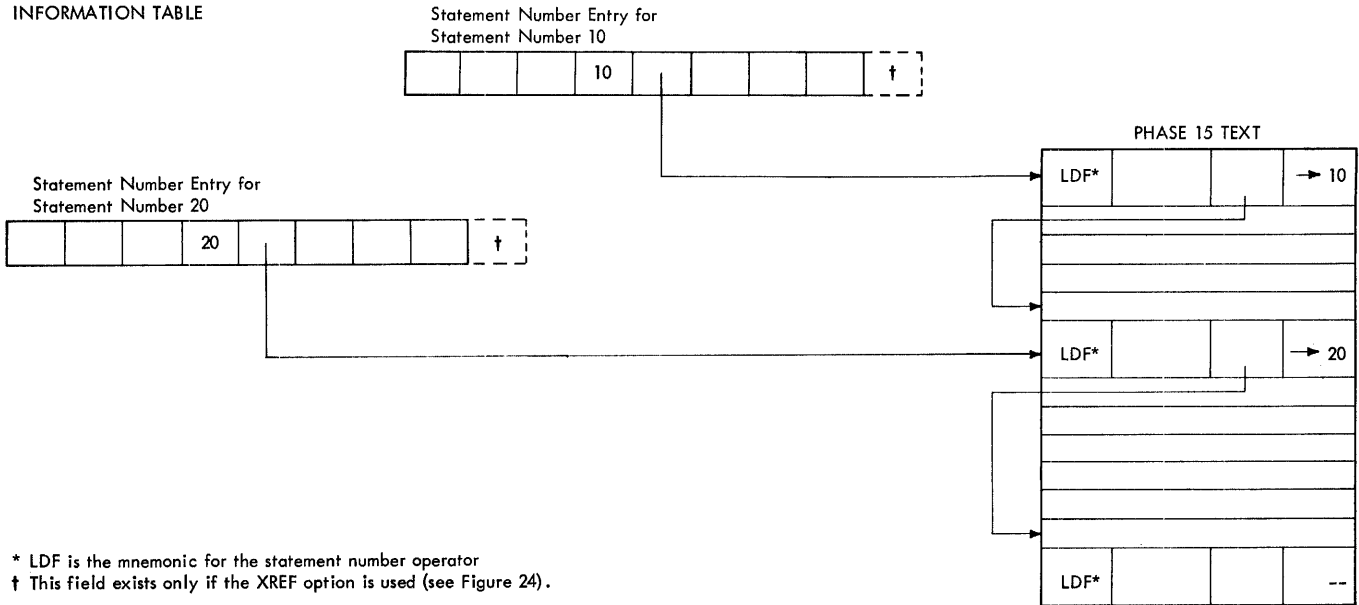 INFORMATION TABLE
Statement Number Entry for
Statement Number 10
10 †
PHASE 15 TEXT
LDF* → 10
Statement Number Entry for
Statement Number 20
20 †
LDF* → 20
* LDF is the mnemonic for the statement number operator
† This field exists only if the XREF option is used (see Figure 24).
LDF* --